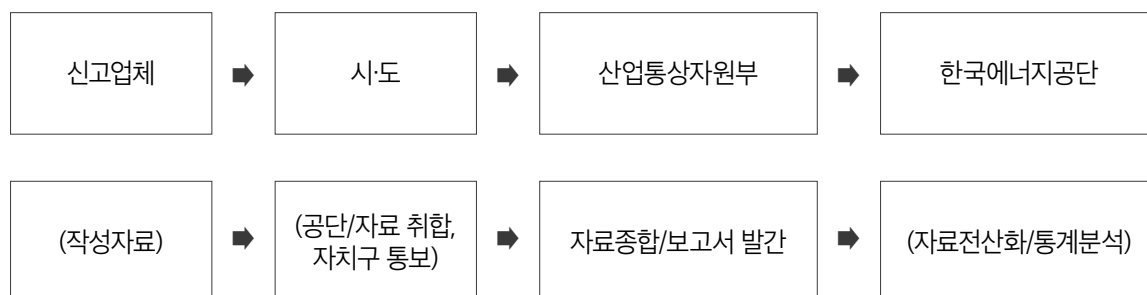 신고업체
시·도
산업통상자원부
한국에너지공단
(작성자료)
(공단/자료 취합,
자치구 통보)
자료종합/보고서 발간
(자료전산화/통계분석)